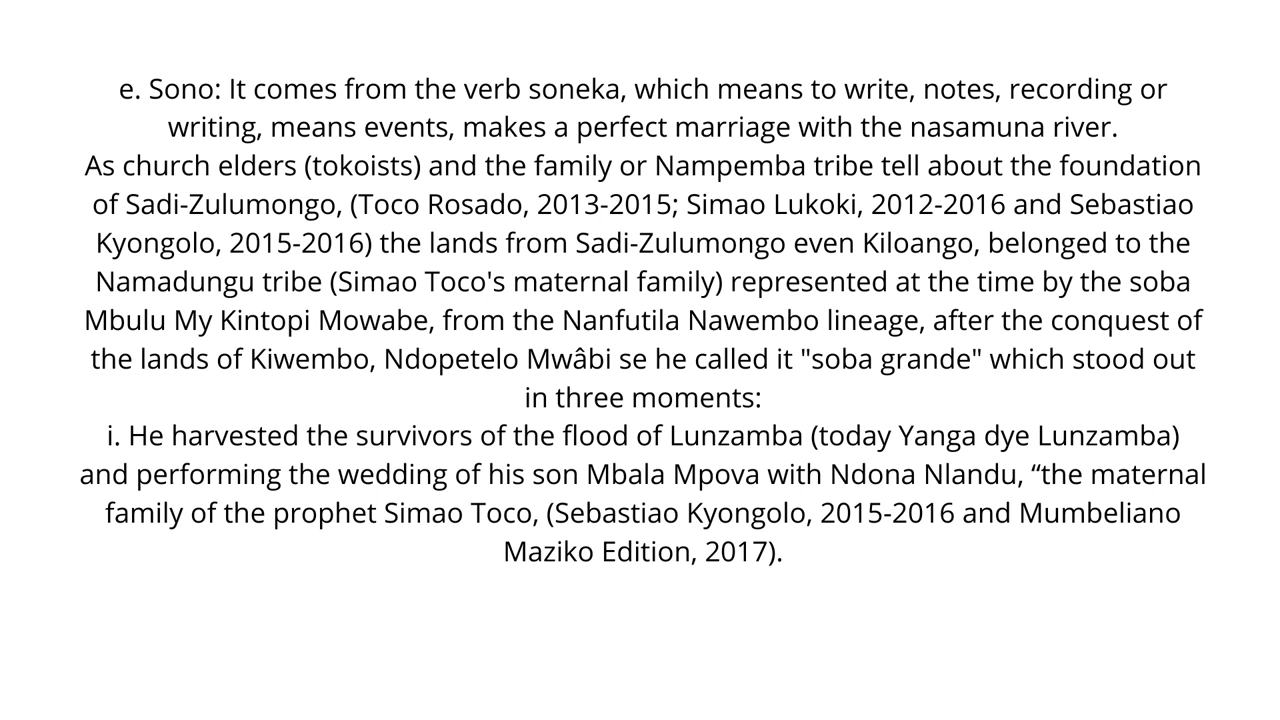 e. Sono: It comes from the verb soneka, which means to write, notes, recording or
writing, means events, makes a perfect marriage with the nasamuna river.
As church elders (tokoists) and the family or Nampemba tribe tell about the foundation
of Sadi-Zulumongo, (Toco Rosado, 2013-2015; Simao Lukoki, 2012-2016 and Sebastiao
Kyongolo, 2015-2016) the lands from Sadi-Zulumongo even Kiloango, belonged to the
Namadungu tribe (Simao Toco's maternal family) represented at the time by the soba
Mbulu My Kintopi Mowabe, from the Nanfutila Nawembo lineage, after the conquest of
the lands of Kiwembo, Ndopetelo Mwâbi se he called it "soba grande" which stood out
in three moments:
i. He harvested the survivors of the flood of Lunzamba (today Yanga dye Lunzamba)
and performing the wedding of his son Mbala Mpova with Ndona Nlandu, “the maternal
family of the prophet Simao Toco, (Sebastiao Kyongolo, 2015-2016 and Mumbeliano
Maziko Edition, 2017).